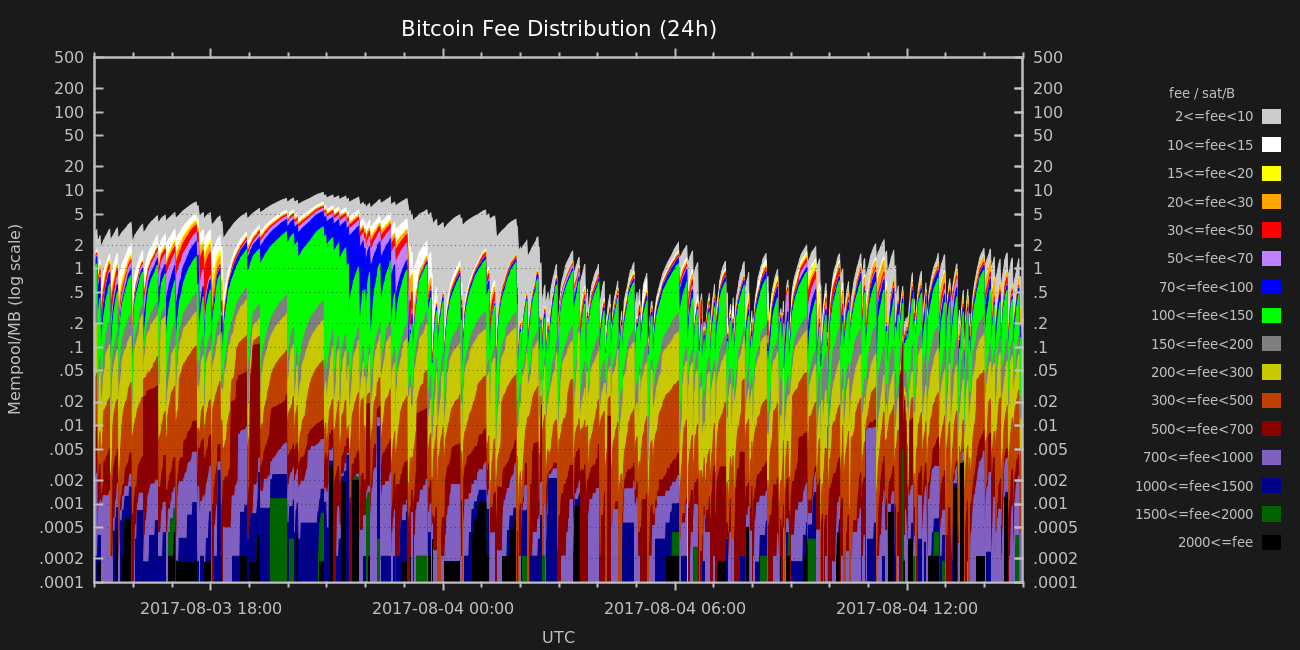 Bitcoin Fee Distribution (24h)
500
200
100
50
20
10
5
2
1
.5
.2
.1
.05
.02
.01
.005
.002
.001
.0005
.0002
.0001
Mempool/MB (log scale)
500
200
100
50
20
10
5
2
1
.5
.2
.1
.05
.02
.01
.005
.002
.001
.0005
.0002
.0001
2017-08-03 18:00
2017-08-04 00:00
2017-08-04 06:00
2017-08-04 12:00
UTC
fee / sat/B
2<=fee<10
10<=fee<15
15<=fee<20
20<=fee<30
30<=fee<50
50<=fee<70
70<=fee<100
100<=fee<150
150<=fee<200
200<=fee<300
300<=fee<500
500<=fee<700
700<=fee<1000
1000<=fee<1500
1500<=fee<2000
2000<=fee